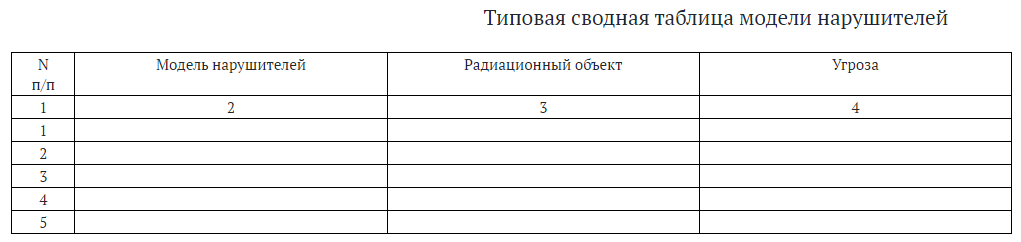 Типовая сводная таблица модели нарушителей
N Модель нарушителей Радиационный объект Угроза
п/п
1 2 3 4
1
2
3
4
5